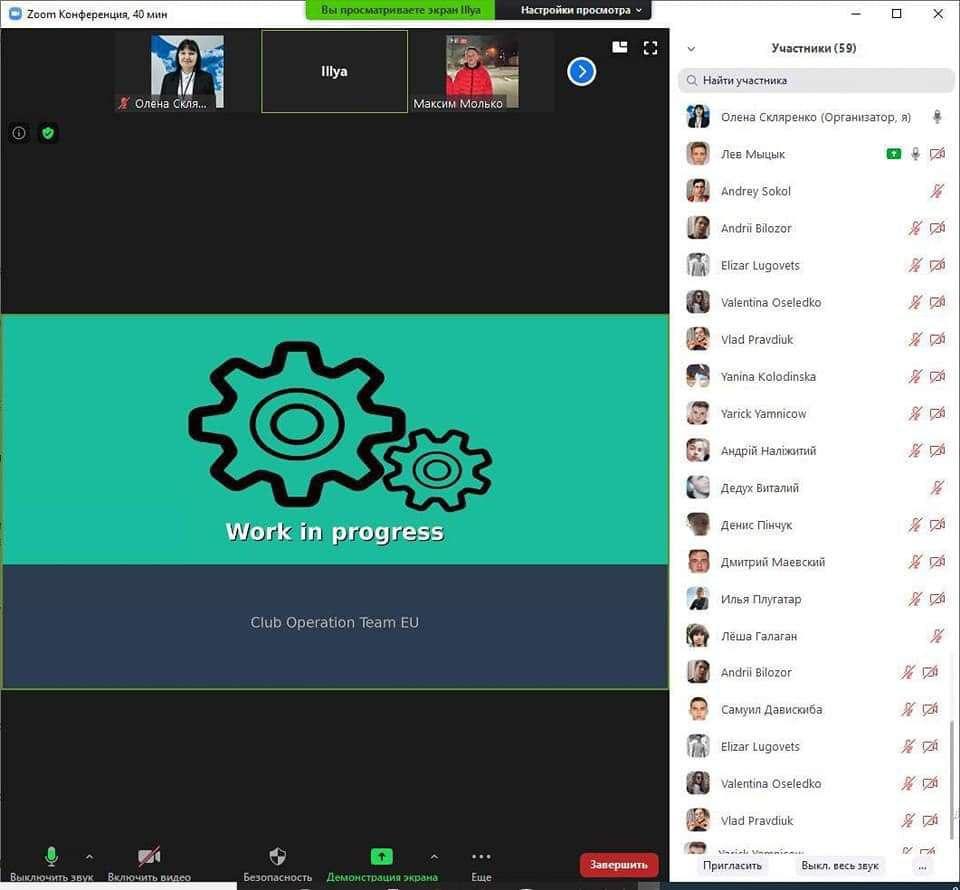 Zoom Конференция, 40 мин
Вы просматриваете экран Illya
Настройки просмотра
Олена Скля...
Illya
Максим Молько
Work in progress
Club Operation Team EU
Выключить звук
Включить видео
Безопасность
Демонстрация экрана
Еще
Завершить
Участники (59)
Найти участника
Олена Скляренко (Организатор, я)
Лев Мыцык
Andrey Sokol
Andrii Bilozor
Elizar Lugovets
Valentina Oseledko
Vlad Pravdiuk
Yanina Kolodinska
Yarick Yamnicow
Андрій Наліжитий
Дедух Виталий
Денис Пінчук
Дмитрий Маевский
Илья Плугатар
Лёша Галаган
Andrii Bilozor
Самуил Давискиба
Elizar Lugovets
Valentina Oseledko
Vlad Pravdiuk
Yarick Yamnicow
Пригласить
Выкл. весь звук
...